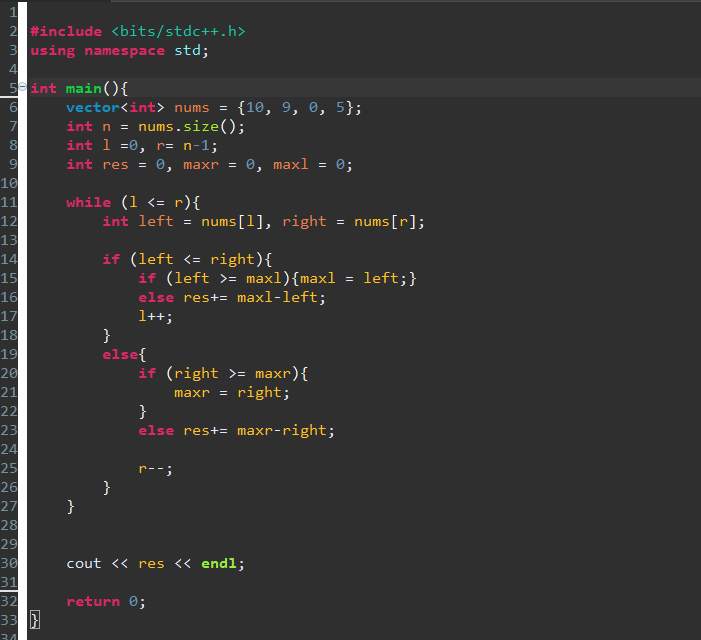 1
2 #include <bits/stdc++.h>
3 using namespace std;
4
5 int main(){
6 vector<int> nums = {10, 9, 0, 5};
7 int n = nums.size();
8 int l =0, r= n-1;
9 int res = 0, maxr = 0, maxl = 0;
10
11 while (l <= r){
12 int left = nums[l], right = nums[r];
13
14 if (left <= right){
15 if (left >= maxl){maxl = left;}
16 else res+= maxl-left;
17 l++;
18 }
19 else{
20 if (right >= maxr){
21 maxr = right;
22 }
23 else res+= maxr-right;
24
25 r--;
26 }
27 }
28
29
30 cout << res << endl;
31
32 return 0;
33 }
34